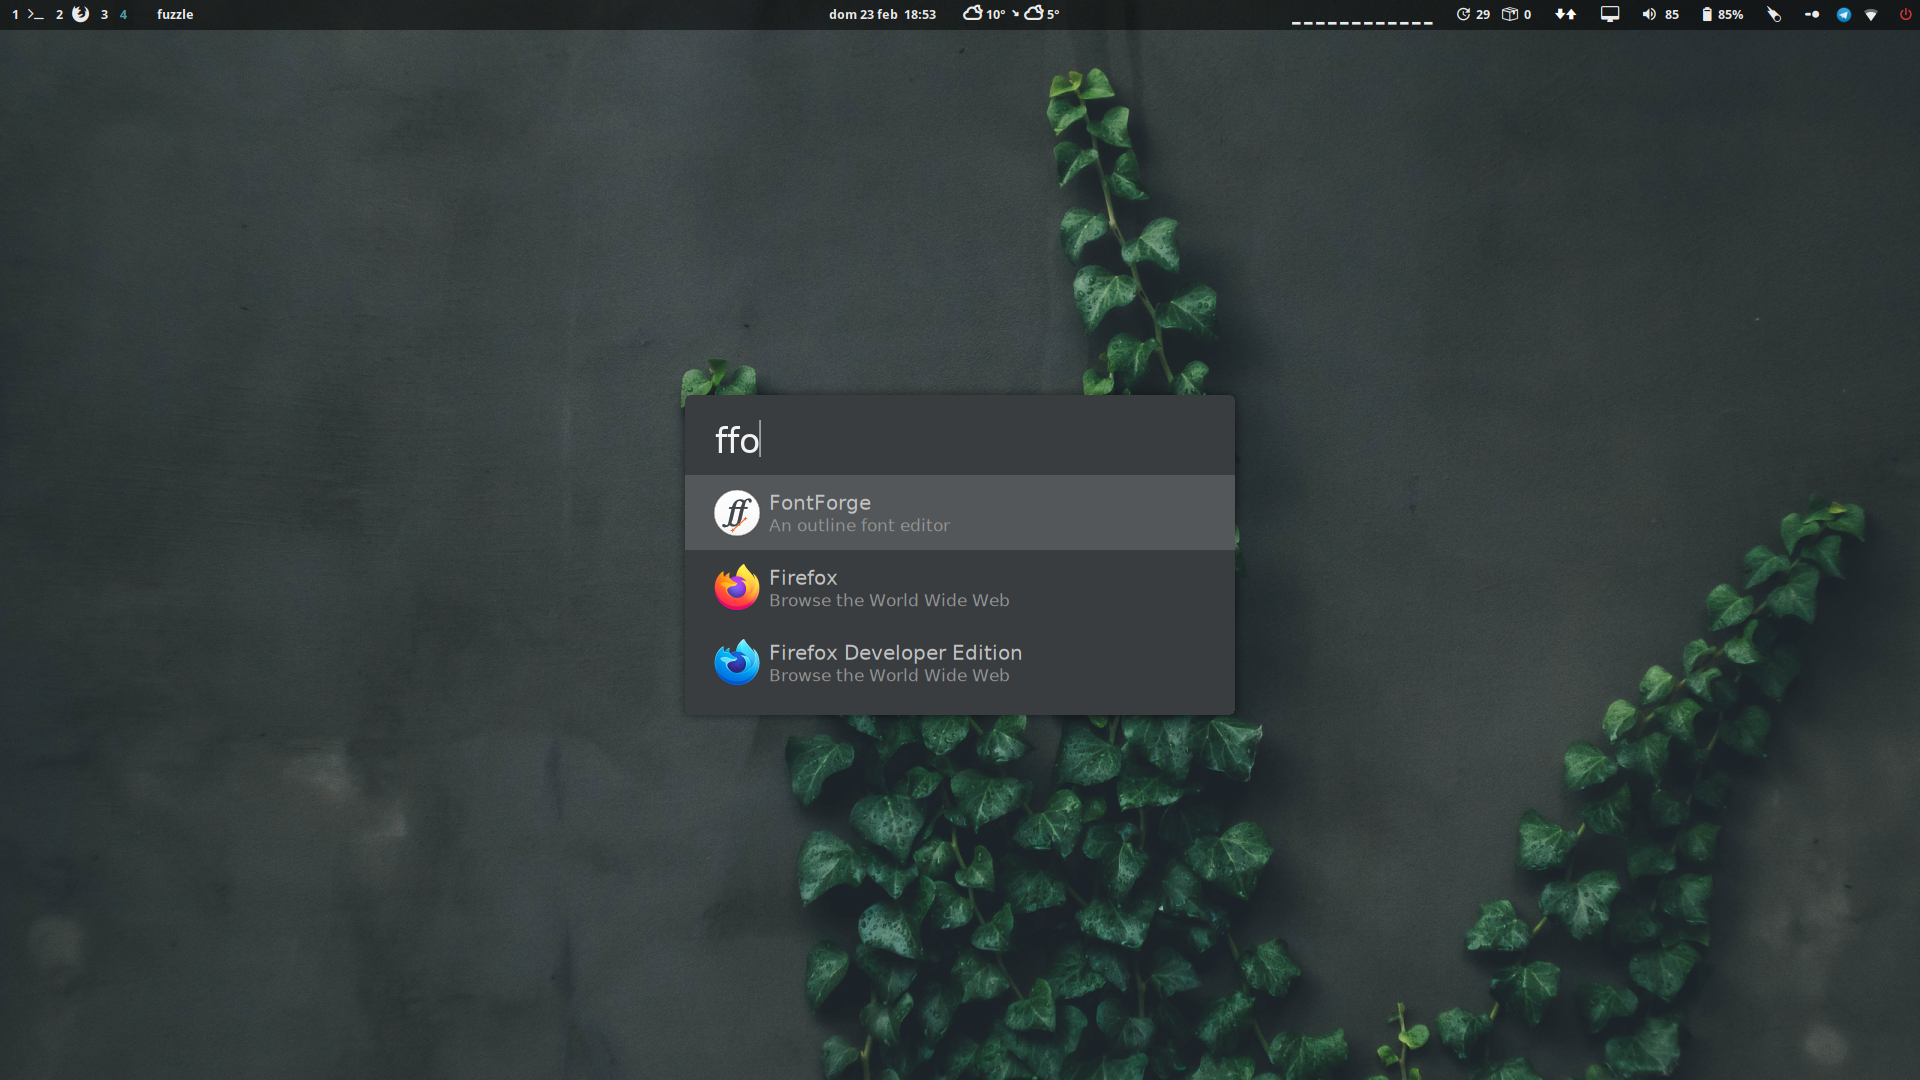 1 2 3 4 fuzzle dom 23 feb 18:53 10° 5° 29 0 85 85%
ffo
ff
FontForge
An outline font editor
Firefox
Browse the World Wide Web
Firefox Developer Edition
Browse the World Wide Web